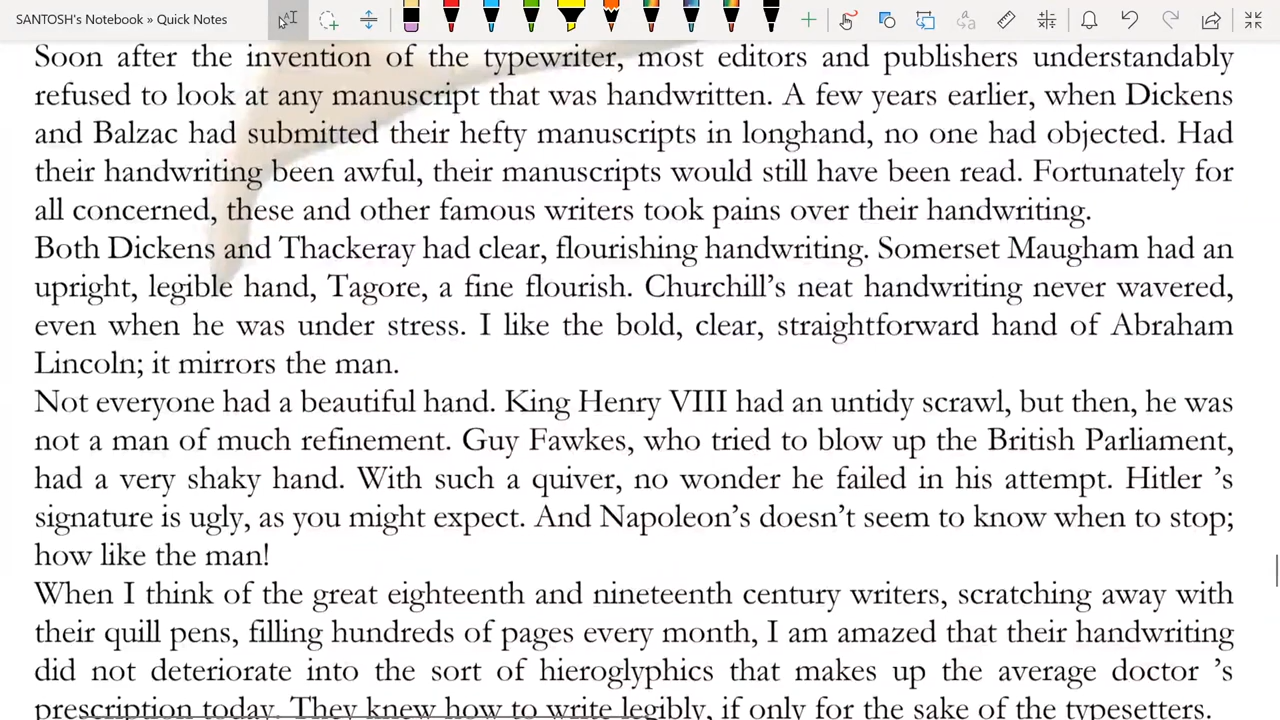 SANTOSH's Notebook » Quick Notes
Soon after the invention of the typewriter, most editors and publishers understandably
refused to look at any manuscript that was handwritten. A few years earlier, when Dickens
and Balzac had submitted their hefty manuscripts in longhand, no one had objected. Had
their handwriting been awful, their manuscripts would still have been read. Fortunately for
all concerned, these and other famous writers took pains over their handwriting.
Both Dickens and Thackeray had clear, flourishing handwriting. Somerset Maugham had an
upright, legible hand, Tagore, a fine flourish. Churchill’s neat handwriting never wavered,
even when he was under stress. I like the bold, clear, straightforward hand of Abraham
Lincoln; it mirrors the man.
Not everyone had a beautiful hand. King Henry VIII had an untidy scrawl, but then, he was
not a man of much refinement. Guy Fawkes, who tried to blow up the British Parliament,
had a very shaky hand. With such a quiver, no wonder he failed in his attempt. Hitler ’s
signature is ugly, as you might expect. And Napoleon’s doesn’t seem to know when to stop;
how like the man!
When I think of the great eighteenth and nineteenth century writers, scratching away with
their quill pens, filling hundreds of pages every month, I am amazed that their handwriting
did not deteriorate into the sort of hieroglyphics that makes up the average doctor ’s
prescription today. They knew how to write legibly, if only for the sake of the typesetters.